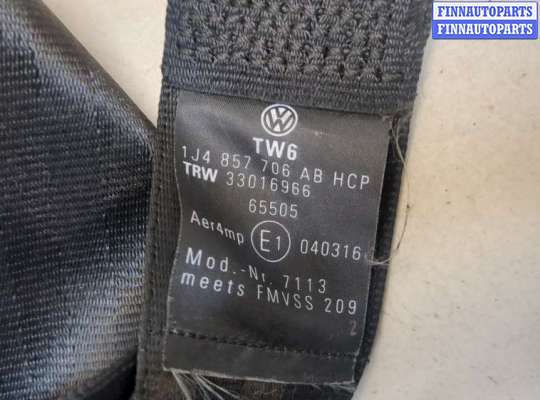 FINNAUTOPARTS
FINNAUTOPARTS
VW
TW6
1J4 857 706 AB HCP
TRW 33016966
65505
Aer4mp E1 040316
Mod.-Nr. 7113
meets FMVSS 209
2